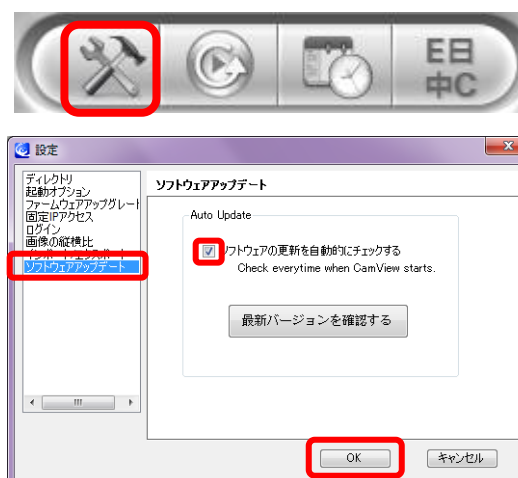 EB日
中C
設定
ディレクトリ
起動オプション
ファームウェアアップグレート
固定IPアクセス
ログイン
画像の縦横比
ソフトウェアアップデート
ソフトウェアアップデート
Auto Update
ソフトウェアの更新を自動的にチェックする
Check everytime when CamView starts.
最新バージョンを確認する
OK
キャンセル